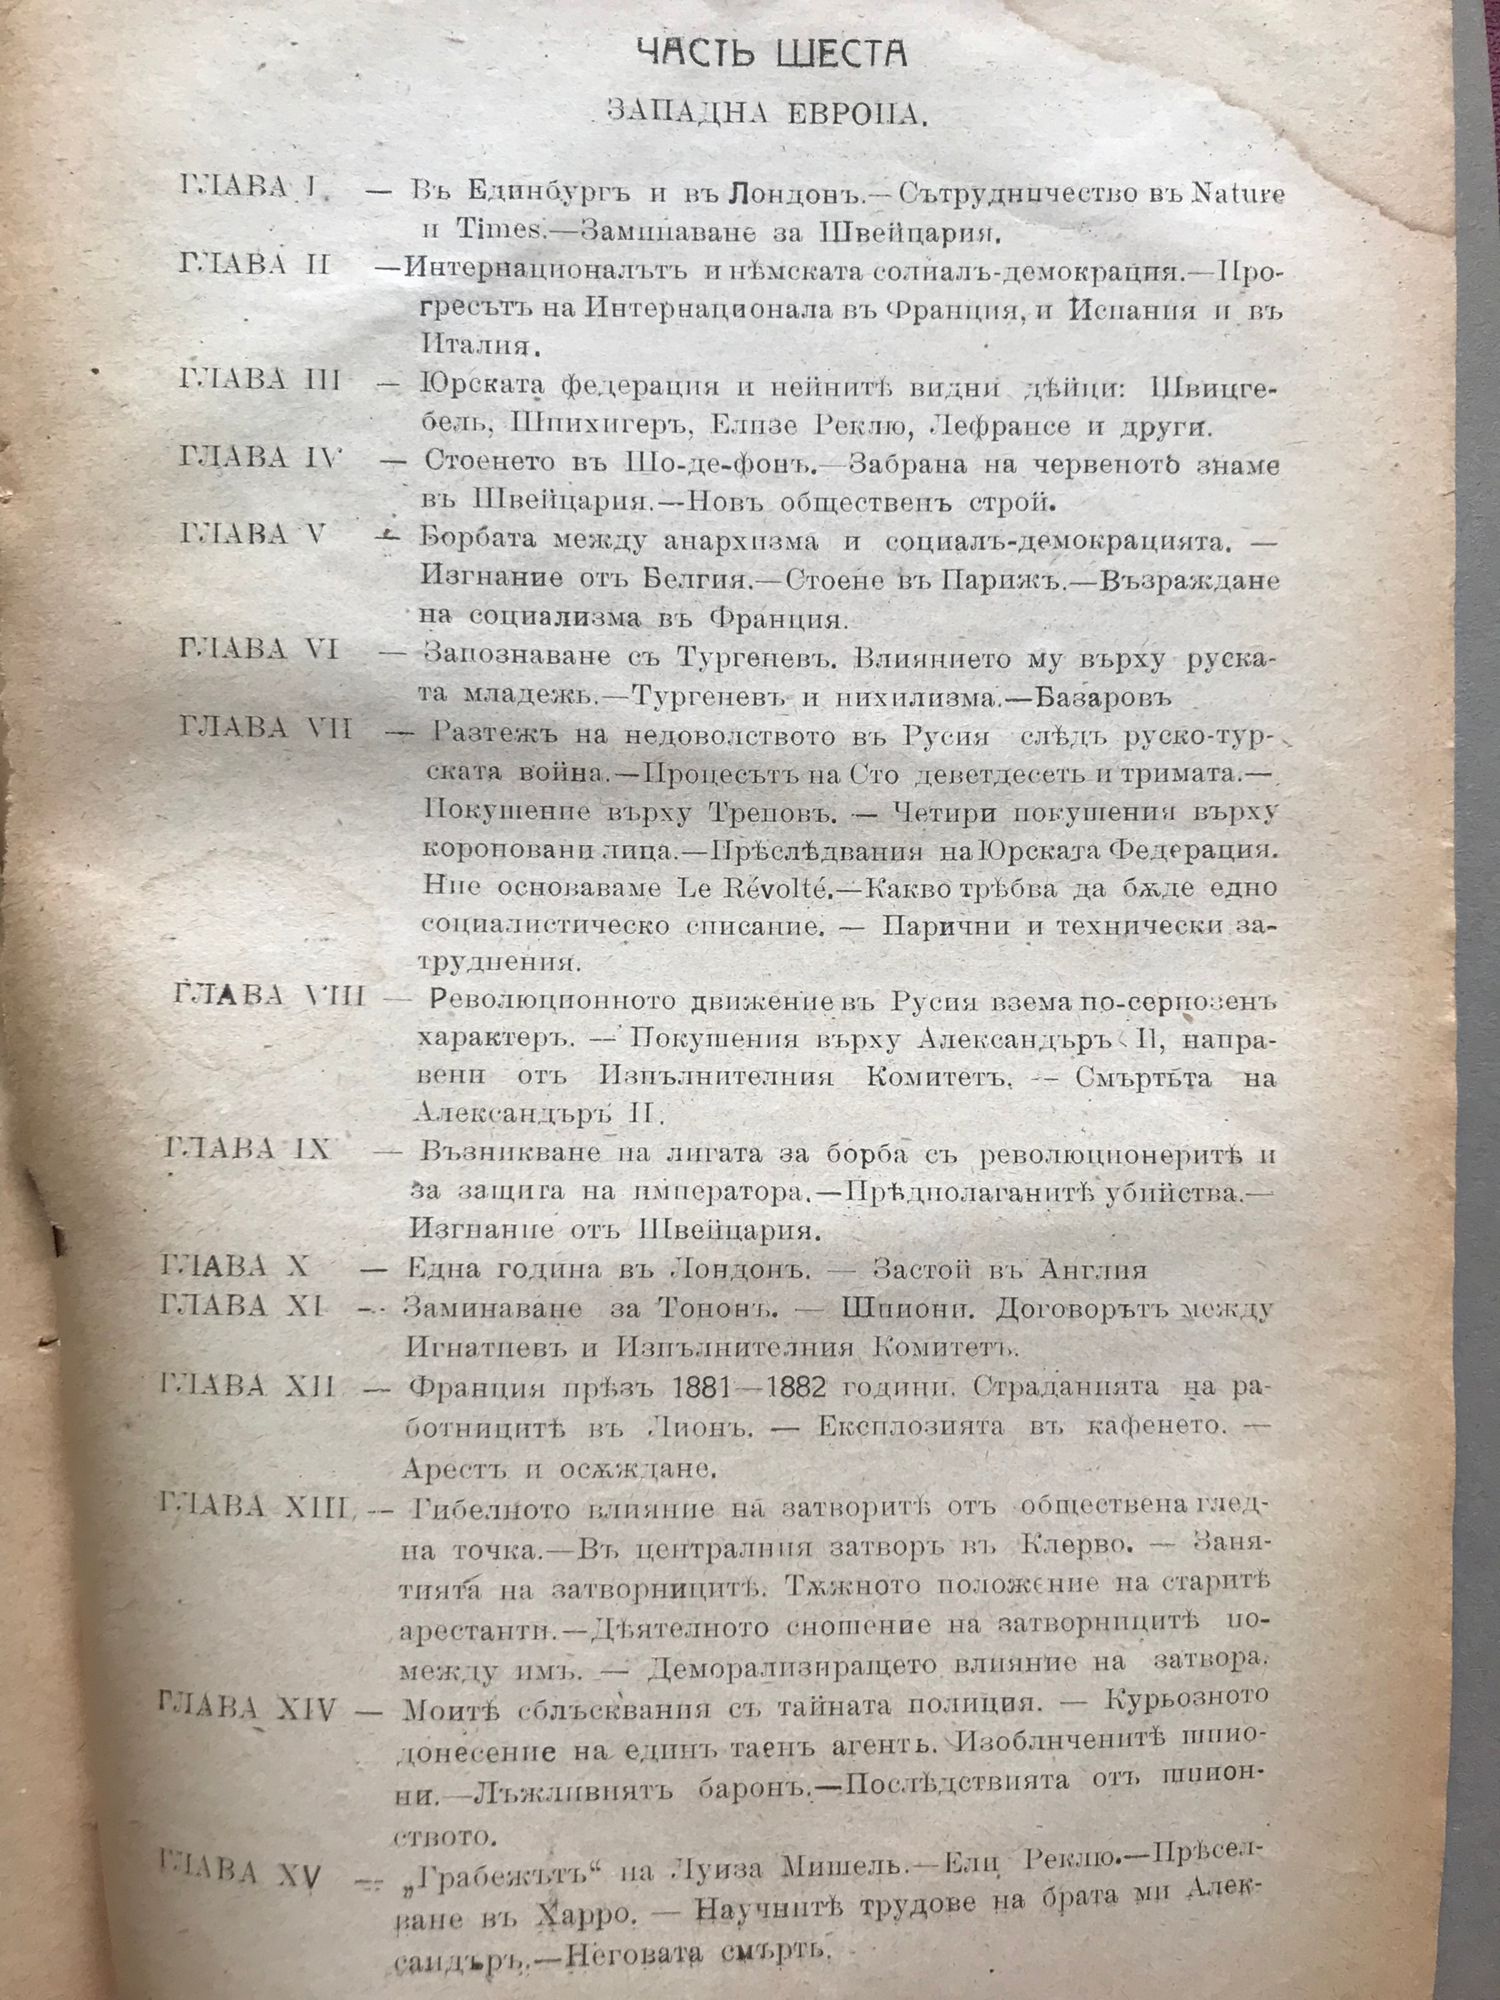 ЧАСТЬ ШЕСТА
ЗАПАДНА ЕВРОПА.
ГЛАВА I. — Въ Единбургъ и въ Лондонъ.—Сътрудничество въ Nature
и Times.—Заминаване за Швейцария.
ГЛАВА II —Интернационалътъ и нѣмската солиалъ-демокрация.—Про-
гресътъ на Интернационала въ Франция, и Испания и въ
Италия.
ГЛАВА III — Юрската федерация и нейнитѣ видни дѣйци: Швицге-
бель, Шпихигеръ, Елизе Реклю, Лефрансе и други.
ГЛАВА IV — Стоенето въ Шо-де-фонъ.—Забрана на червенотъ знаме
въ Швейцария.—Новъ общественъ строй.
ГЛАВА V — Борбата между анархизма и социалъ-демокрацията. —
Изгнание отъ Белгия.—Стоене въ Парижъ.—Възраждане
на социализма въ Франция.
ГЛАВА VI — Запознаване съ Тургеневъ. Влиянието му върху руска-
та младежь.—Тургеневъ и нихилизма.—Базаровъ
ГЛАВА VII — Разтежъ на недоволството въ Русия слѣдъ руско-тур-
ската война.—Процесътъ на Сто деветдесеть и тримата.—
Покушение върху Треповъ. — Четири покушения върху
короновани лица.—Прѣслѣдвания на Юрската Федерация.
Ние основаваме Le Révolté.—Какво трѣбва да бѫде едно
социалистическо списание. — Парични и технически за-
труднения.
ГЛАВА VIII — Революционното движение въ Русия взема по-сериозенъ
характеръ. — Покушения върху Александъръ II, напра-
вени отъ Изпълнителния Комитетъ. — Смъртьта на
Александъръ II.
ГЛАВА IX — Възникване на лигата за борба съ революционеритѣ и
за защита на императора.—Прѣдполаганитѣ убийства.—
Изгнание отъ Швейцария.
ГЛАВА X — Една година въ Лондонъ. — Застой въ Англия
ГЛАВА XI — Заминаване за Тононъ. — Шпиони. Договорътъ между
Игнатиевъ и Изпълнителния Комитетъ.
ГЛАВА XII — Франция прѣзъ 1881—1882 години. Страданията на ра-
ботницитѣ въ Лионъ. — Експлозията въ кафенето. —
Арестъ и осѫждане.
ГЛАВА XIII — Гибелното влияние на затворитѣ отъ обществена глед-
на точка.—Въ централния затворъ въ Клерво. — Заня-
тията на затворницитѣ. Тѫжното положение на старитѣ
арестанти.—Дѣятелното сношение на затворницитѣ по-
между имъ. — Деморализиращето влияние на затвора.
ГЛАВА XIV — Моитѣ сблъсквания съ тайната полиция. — Курьозното
донесение на единъ таенъ агентъ. Изобличенитѣ шпио-
ни.—Лъжливиятъ баронъ.—Послѣдствията отъ шпион-
ството.
ГЛАВА XV — „Грабежътъ“ на Луиза Мишель.—Ели Реклю.—Прѣсел-
ване въ Харро. — Научнитѣ трудове на брата ми Алек-
сандъръ.—Неговата смърть.